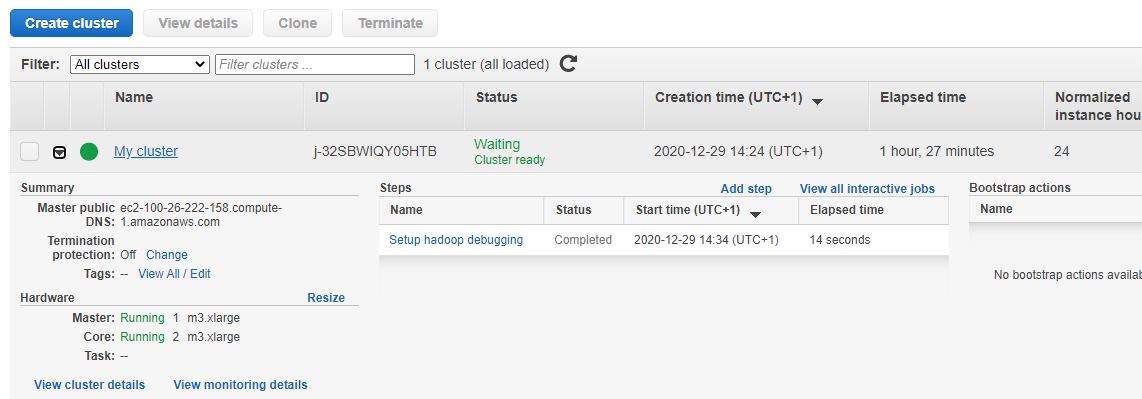 Create cluster View details Clone Terminate
Filter: All clusters Filter clusters ... 1 cluster (all loaded)
Name ID Status Creation time (UTC+1) Elapsed time Normalized
instance hou
My cluster j-32SBWIQY05HTB Waiting 2020-12-29 14:24 (UTC+1) 1 hour, 27 minutes 24
Cluster ready
Summary
Master public ec2-100-26-222-158.compute-
DNS: 1.amazonaws.com
Termination
protection: Off Change
Tags: -- View All / Edit
Hardware Resize
Master: Running 1 m3.xlarge
Core: Running 2 m3.xlarge
Task: --
View cluster details View monitoring details
Steps Add step View all interactive jobs
Name Status Start time (UTC+1) Elapsed time
Setup hadoop debugging Completed 2020-12-29 14:34 (UTC+1) 14 seconds
Bootstrap actions
Name
No bootstrap actions availab